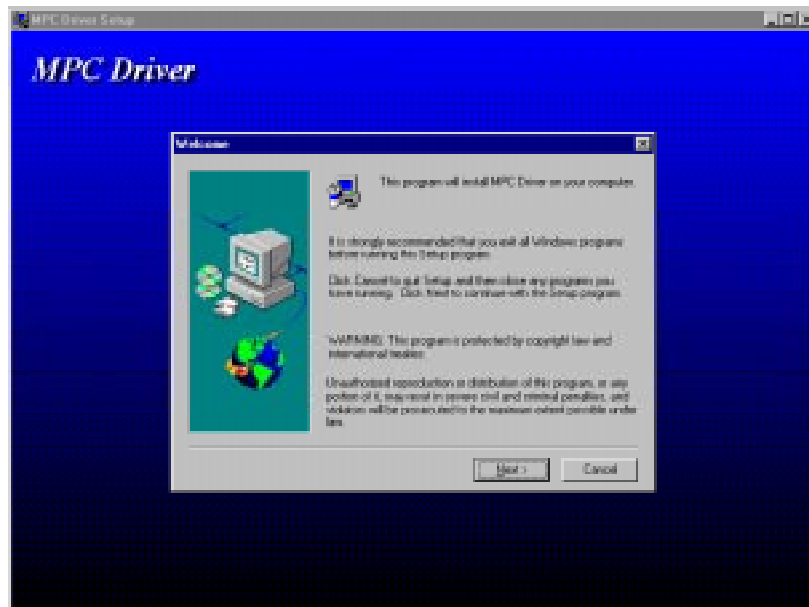 MPC Driver Setup
MPC Driver
Welcome
This program will install MPC Driver on your computer.
It is strongly recommended that you exit all Windows programs
before running this Setup program.
Click Cancel to quit Setup and then close any programs you
have running. Click Next to continue with the Setup program.
WARNING: This program is protected by copyright law and
international treaties.
Unauthorized reproduction or distribution of this program, or any
portion of it, may result in severe civil and criminal penalties, and
violators will be prosecuted to the maximum extent possible under
law.
Next >
Cancel